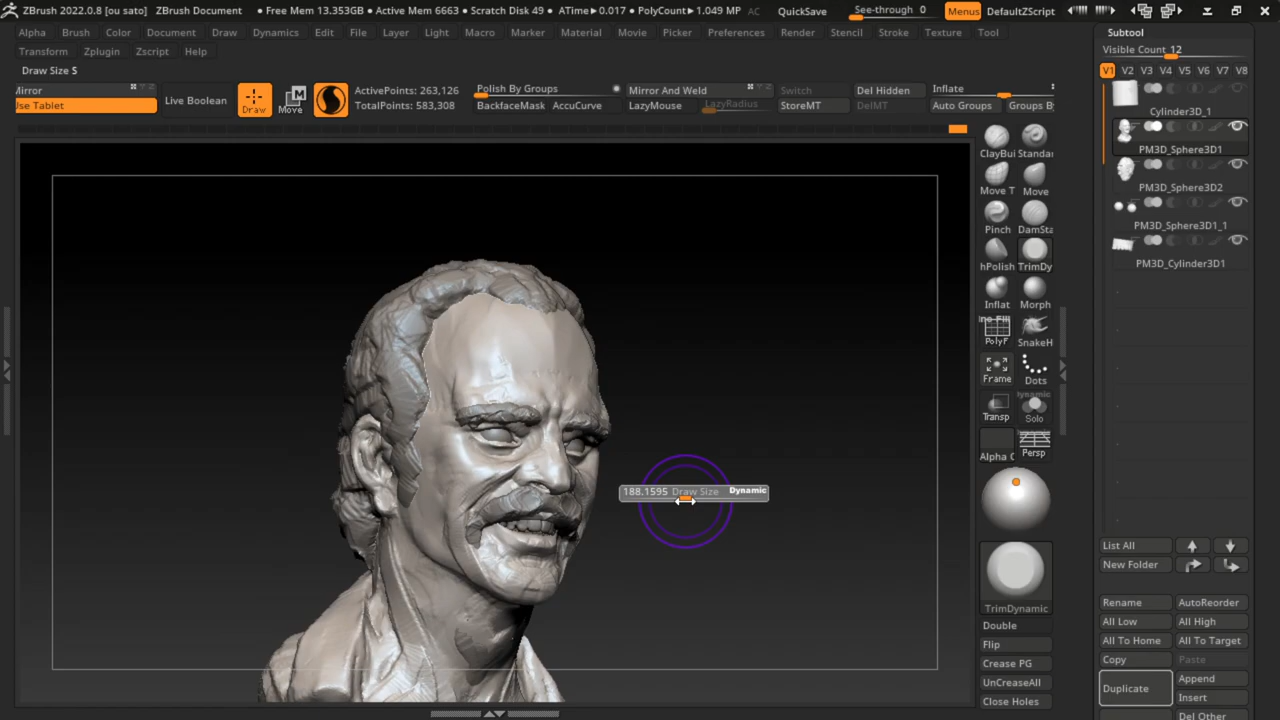 ZBrush 2022.0.8 [ou sato] ZBrush Document • Free Mem 13.353GB • Active Mem 6663 • Scratch Disk 49 • ATime▶0.017 • PolyCount▶1.049 MP AC QuickSave See-through 0 Menus DefaultZScript
Alpha Brush Color Document Draw Dynamics Edit File Layer Light Macro Marker Material Movie Picker Preferences Render Stencil Stroke Texture Tool
Transform Zplugin Zscript Help
Draw Size S
Mirror
Use Tablet
Live Boolean
Draw
Move
ActivePoints: 263,126
TotalPoints: 583,308
Polish By Groups
BackfaceMask AccuCurve
Mirror And Weld
LazyMouse LazyRadius
Switch
StoreMT
Del Hidden
DelMT
Inflate
Auto Groups Groups By
ClayBui Standar
Move T Move
Pinch DamSta
hPolish TrimDy
Inflat Morph
PolyF SnakeH
Frame Dots
Transp Dynamic Solo
Alpha O Persp
TrimDynamic
Double
Flip
Crease PG
UnCreaseAll
Close Holes
188.1595 Draw Size Dynamic
Subtool
Visible Count 12
V1 V2 V3 V4 V5 V6 V7 V8
Cylinder3D_1
PM3D_Sphere3D1
PM3D_Sphere3D2
PM3D_Sphere3D1_1
PM3D_Cylinder3D1
List All
New Folder
Rename AutoReorder
All Low All High
All To Home All To Target
Copy Paste
Duplicate Append
Insert
Del Other